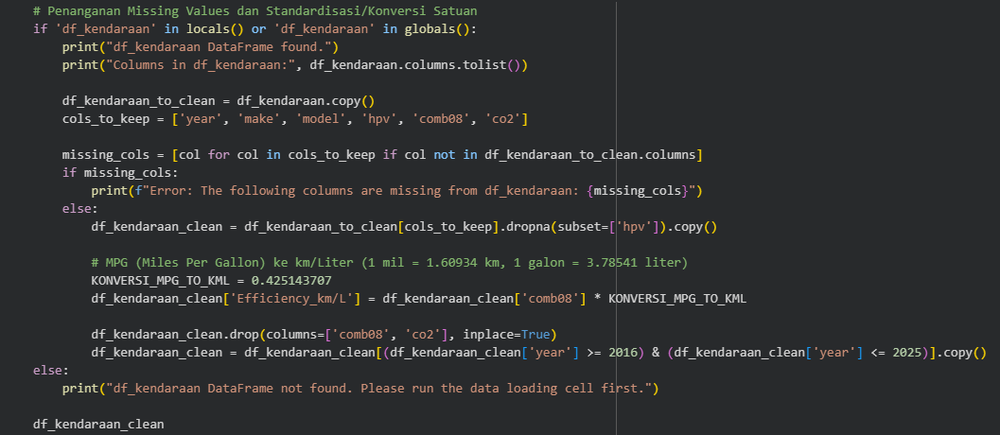 # Penanganan Missing Values dan Standardisasi/Konversi Satuan
if 'df_kendaraan' in locals() or 'df_kendaraan' in globals():
    print("df_kendaraan DataFrame found.")
    print("Columns in df_kendaraan:", df_kendaraan.columns.tolist())

    df_kendaraan_to_clean = df_kendaraan.copy()
    cols_to_keep = ['year', 'make', 'model', 'hpv', 'comb08', 'co2']

    missing_cols = [col for col in cols_to_keep if col not in df_kendaraan_to_clean.columns]
    if missing_cols:
        print(f"Error: The following columns are missing from df_kendaraan: {missing_cols}")
    else:
        df_kendaraan_clean = df_kendaraan_to_clean[cols_to_keep].dropna(subset=['hpv']).copy()

        # MPG (Miles Per Gallon) ke km/Liter (1 mil = 1.60934 km, 1 galon = 3.78541 liter)
        KONVERSI_MPG_TO_KML = 0.425143707
        df_kendaraan_clean['Efficiency_km/L'] = df_kendaraan_clean['comb08'] * KONVERSI_MPG_TO_KML

        df_kendaraan_clean.drop(columns=['comb08', 'co2'], inplace=True)
        df_kendaraan_clean = df_kendaraan_clean[(df_kendaraan_clean['year'] >= 2016) & (df_kendaraan_clean['year'] <= 2025)].copy()
else:
    print("df_kendaraan DataFrame not found. Please run the data loading cell first.")

df_kendaraan_clean